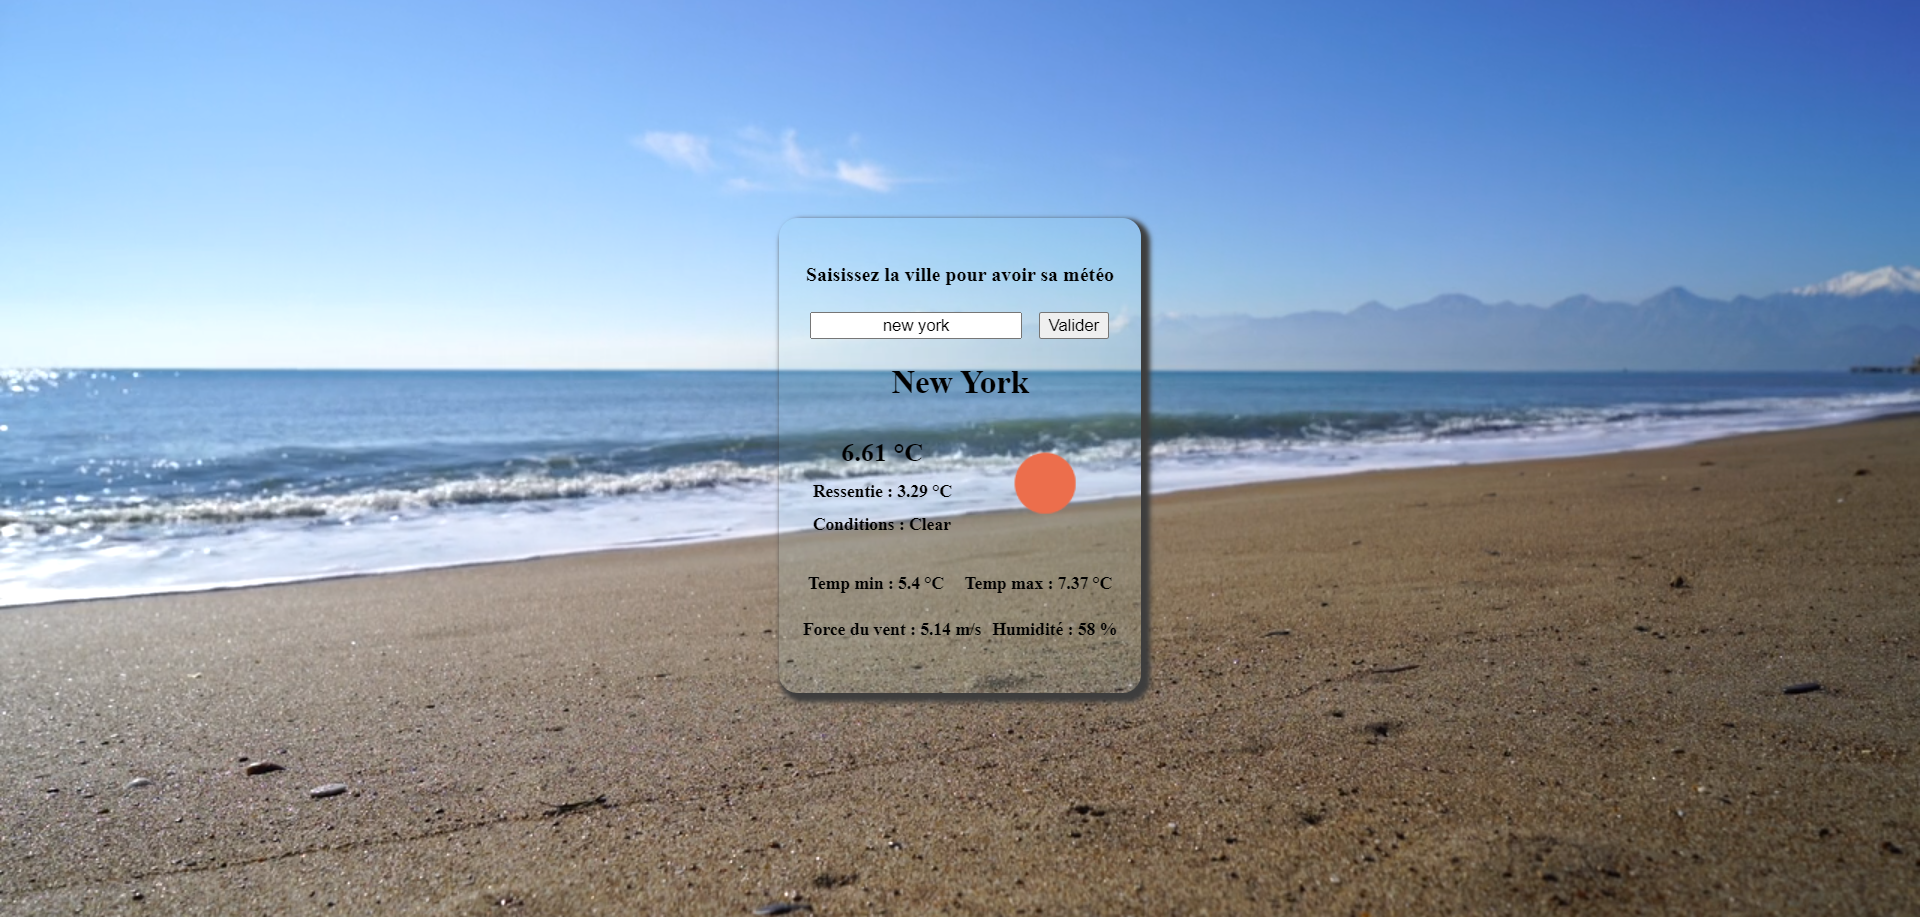 Saisissez la ville pour avoir sa météo
new york Valider
New York
6.61 °C
Ressentie : 3.29 °C
Conditions : Clear
Temp min : 5.4 °C Temp max : 7.37 °C
Force du vent : 5.14 m/s Humidité : 58 %